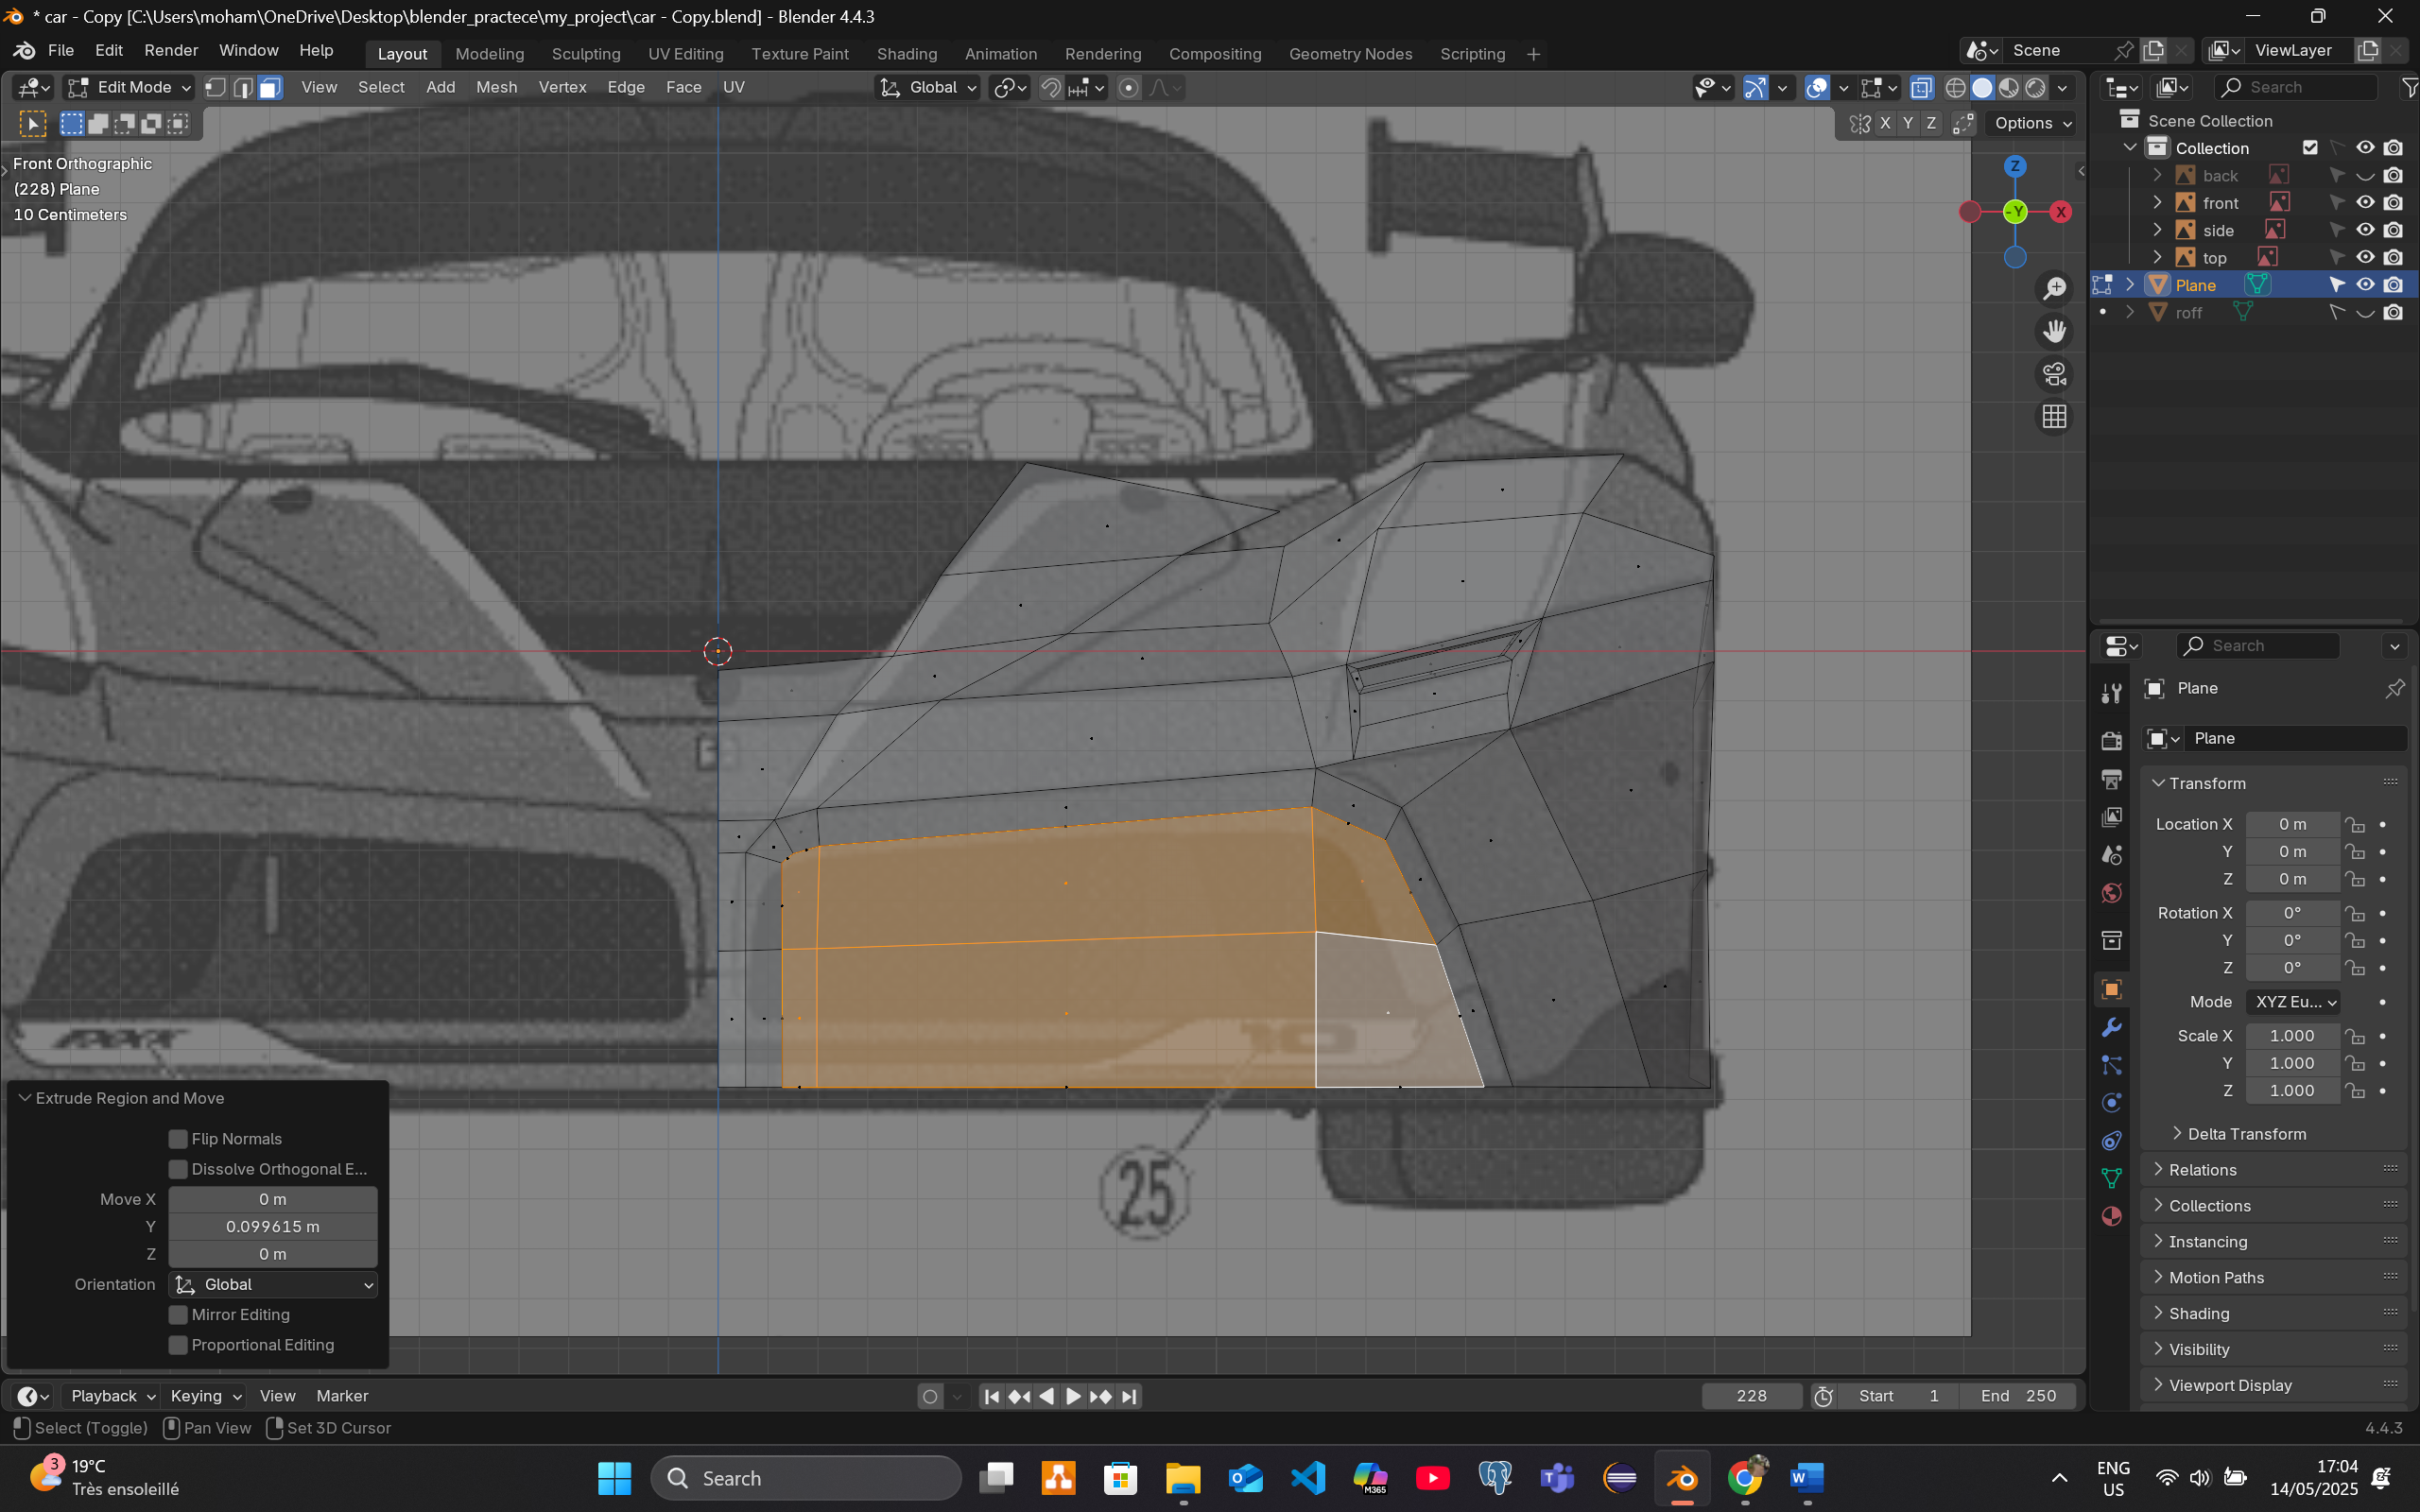 * car - Copy [C:\Users\moham\OneDrive\Desktop\blender_practece\my_project\car - Copy.blend] - Blender 4.4.3
File Edit Render Window Help Layout Modeling Sculpting UV Editing Texture Paint Shading Animation Rendering Compositing Geometry Nodes Scripting + Scene ViewLayer
Edit Mode View Select Add Mesh Vertex Edge Face UV Global Search
X Y Z Options
Front Orthographic
(228) Plane
10 Centimeters
Z
-Y X
Scene Collection
Collection
back
front
side
top
Plane
roff
Search
Plane
Plane
Transform
Location X 0 m
Y 0 m
Z 0 m
Rotation X 0°
Y 0°
Z 0°
Mode XYZ Eu...
Scale X 1.000
Y 1.000
Z 1.000
Delta Transform
Relations
Collections
Instancing
Motion Paths
Shading
Visibility
Viewport Display
10
25
Extrude Region and Move
Flip Normals
Dissolve Orthogonal E...
Move X 0 m
Y 0.099615 m
Z 0 m
Orientation Global
Mirror Editing
Proportional Editing
Playback Keying View Marker 228 Start 1 End 250
Select (Toggle) Pan View Set 3D Cursor 4.4.3
3 19°C
Très ensoleillé
Search
M365
ENG
US
17:04
14/05/2025